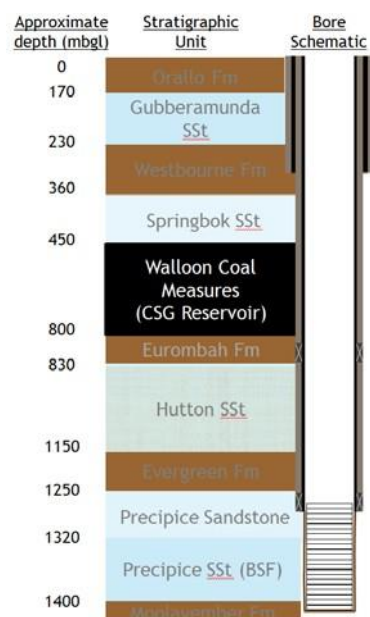 Approximate depth (mbgl)
Stratigraphic Unit
Bore Schematic
0
Orallo Fm
170
Gubberamunda SSt
230
Westbourne Fm
360
Springbok SSt
450
Walloon Coal Measures (CSG Reservoir)
800
Eurombah Fm
830
Hutton SSt
1150
Evergreen Fm
1250
Precipice Sandstone
1320
Precipice SSt (BSF)
1400
Moolayember Fm